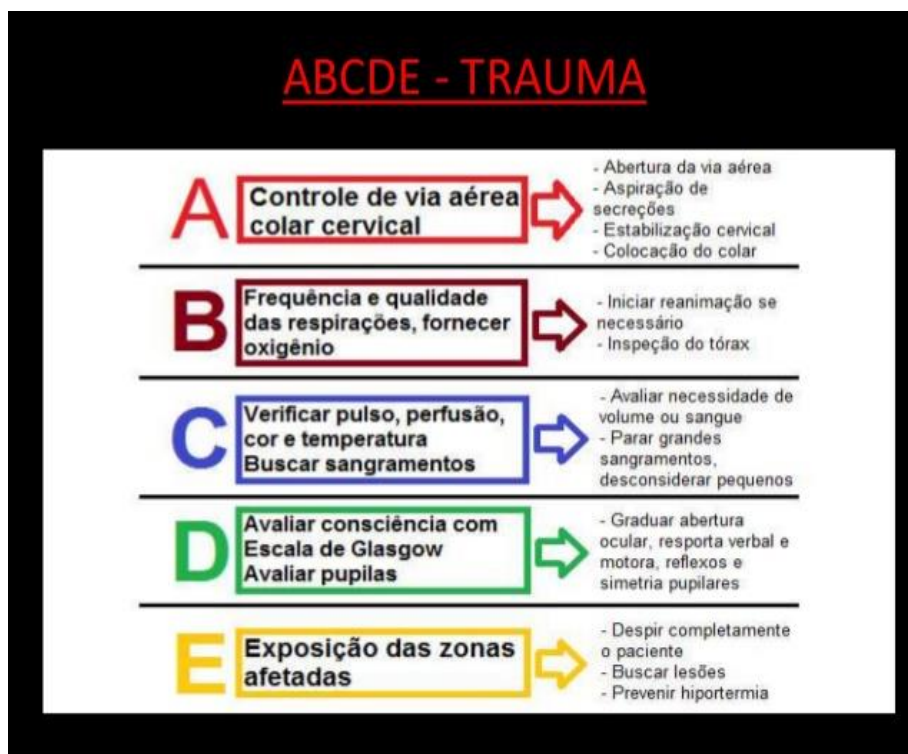 ABCDE - TRAUMA
A
Controle de via aérea
colar cervical
- Abertura da via aérea
- Aspiração de
secreções
- Estabilização cervical
- Colocação do colar
B
Frequência e qualidade
das respirações, fornecer
oxigênio
- Iniciar reanimação se
necessário
- Inspeção do tórax
C
Verificar pulso, perfusão,
cor e temperatura
Buscar sangramentos
- Avaliar necessidade de
volume ou sangue
- Parar grandes
sangramentos,
desconsiderar pequenos
D
Avaliar consciência com
Escala de Glasgow
Avaliar pupilas
- Graduar abertura
ocular, resporta verbal e
motora, reflexos e
simetria pupilares
E
Exposição das zonas
afetadas
- Despir completamente
o paciente
- Buscar lesões
- Prevenir hiportermia